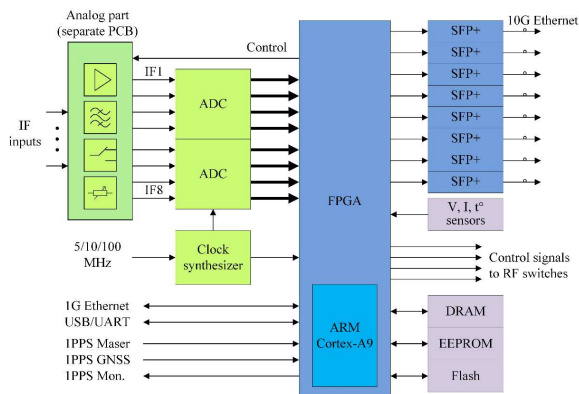 Analog part
(separate PCB)
10G Ethernet
Control
IF1
IF
inputs
ADC
ADC
IF8
FPGA
SFP+
SFP+
SFP+
SFP+
SFP+
SFP+
SFP+
SFP+
V, I, t°
sensors
5/10/100
MHz
Clock
synthesizer
Control signals
to RF switches
1G Ethernet
USB/UART
1PPS Maser
1PPS GNSS
1PPS Mon.
ARM
Cortex-A9
DRAM
EEPROM
Flash